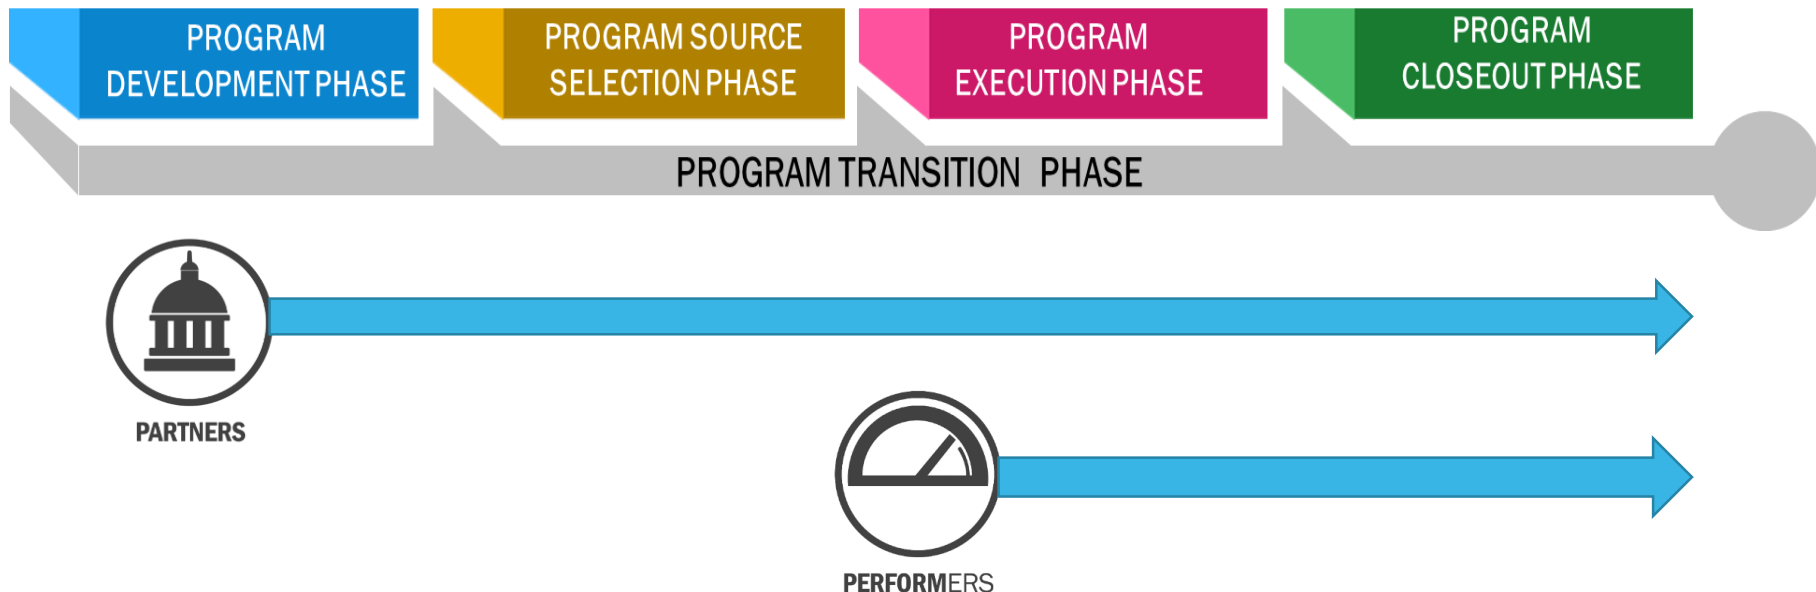 PROGRAM
DEVELOPMENT PHASE
PROGRAM SOURCE
SELECTION PHASE
PROGRAM
EXECUTION PHASE
PROGRAM
CLOSEOUT PHASE
PROGRAM TRANSITION PHASE
PARTNERS
PERFORMERS